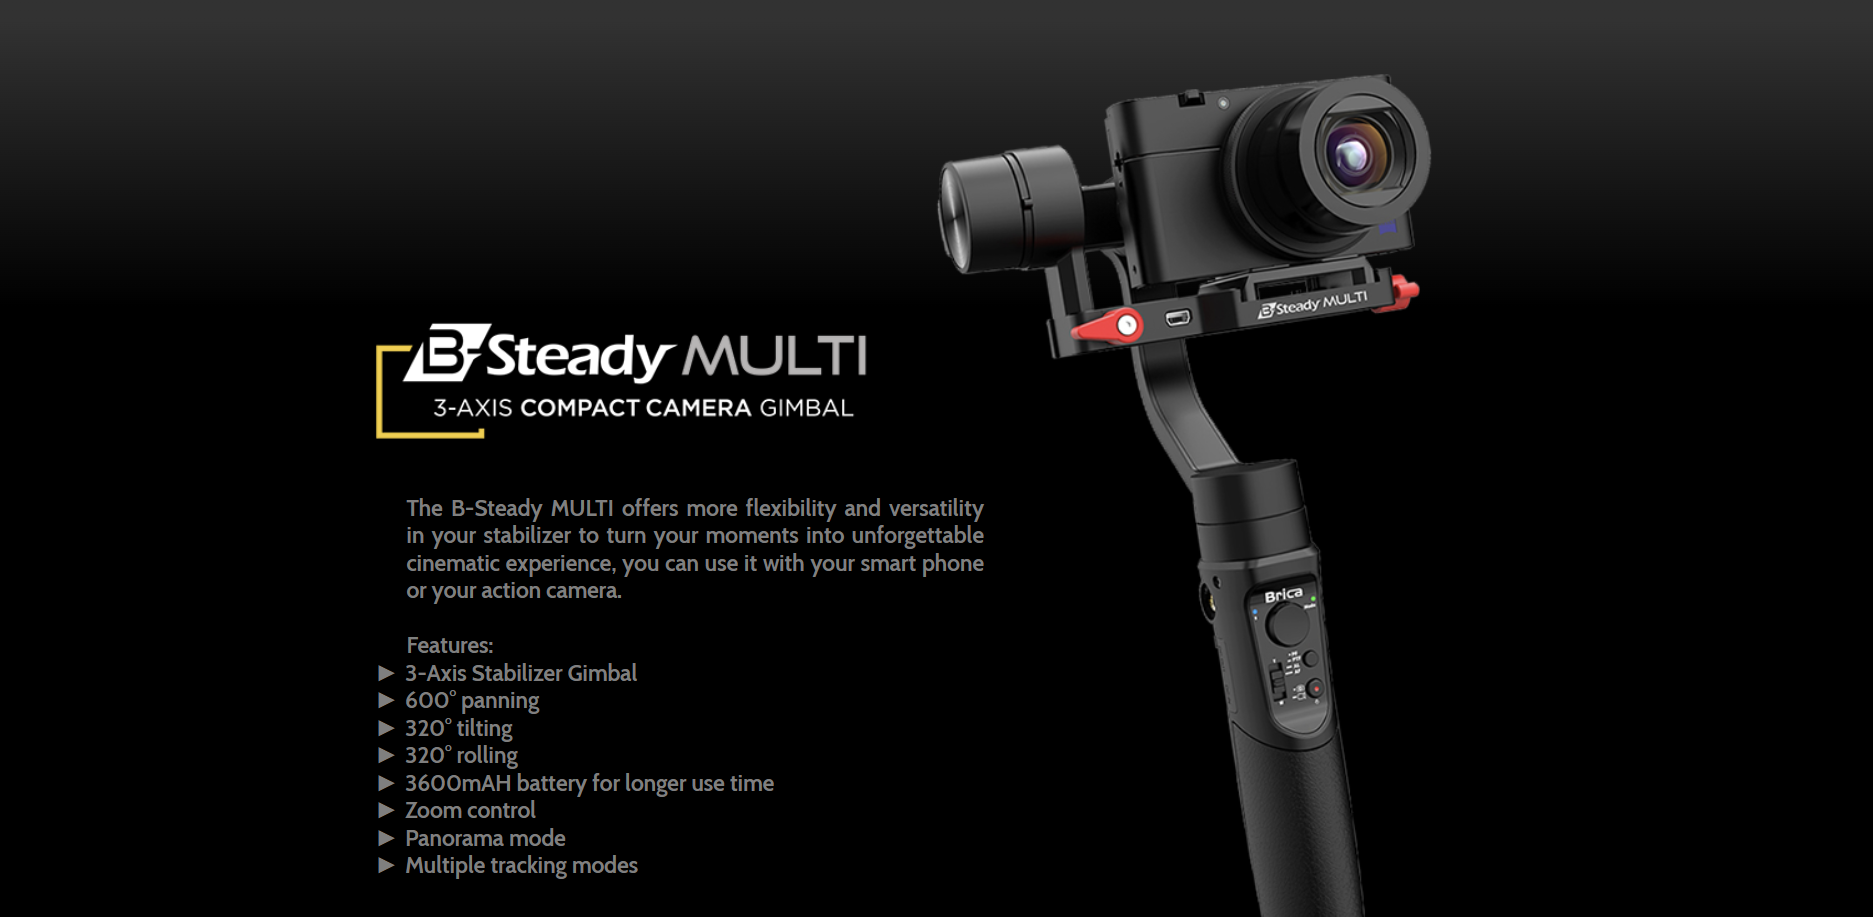 B-Steady MULTI
3-AXIS COMPACT CAMERA GIMBAL
The B-Steady MULTI offers more flexibility and versatility
in your stabilizer to turn your moments into unforgettable
cinematic experience, you can use it with your smart phone
or your action camera.
Features:
► 3-Axis Stabilizer Gimbal
► 600° panning
► 320° tilting
► 320° rolling
► 3600mAH battery for longer use time
► Zoom control
► Panorama mode
► Multiple tracking modes
B-Steady MULTI
Brica
Mode